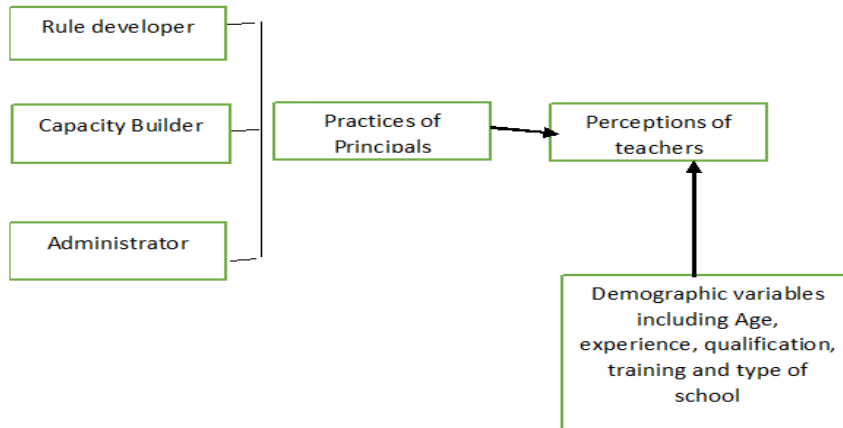 Rule developer
Capacity Builder
Administrator
Practices of
Principals
Perceptions of
teachers
Demographic variables
including Age,
experience, qualification,
training and type of
school